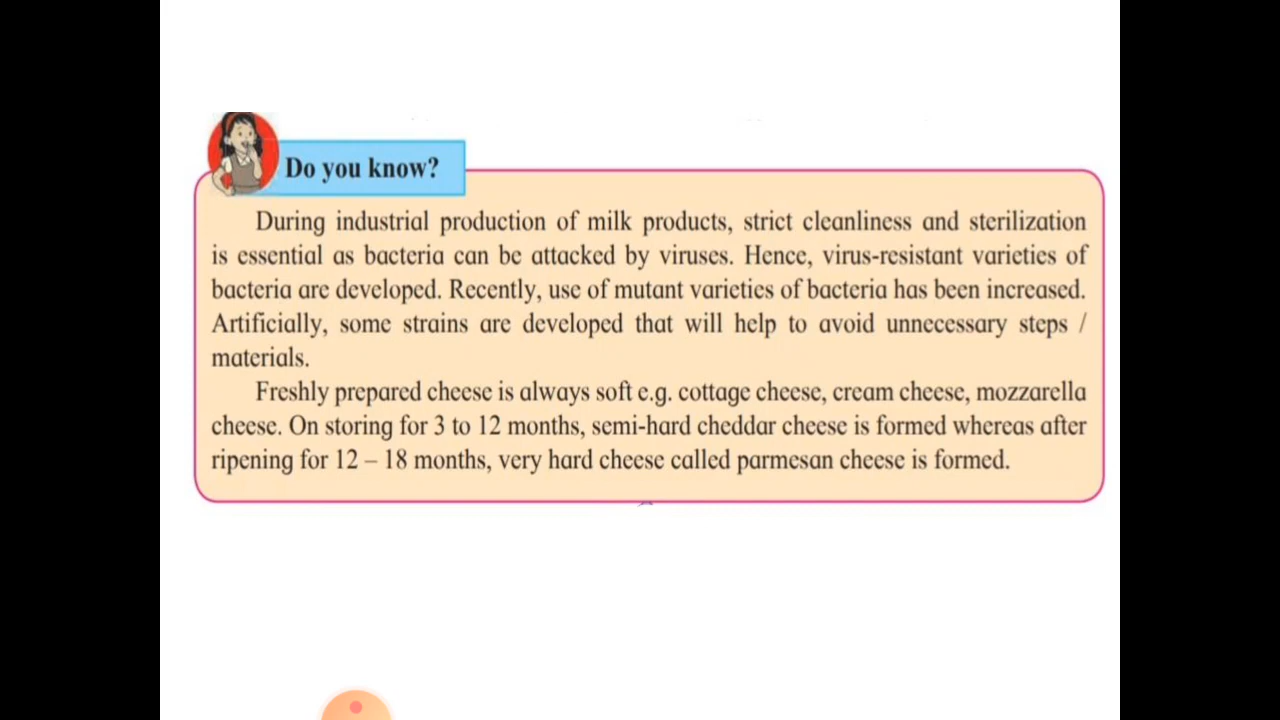 Do you know?
During industrial production of milk products, strict cleanliness and sterilization
is essential as bacteria can be attacked by viruses. Hence, virus-resistant varieties of
bacteria are developed. Recently, use of mutant varieties of bacteria has been increased.
Artificially, some strains are developed that will help to avoid unnecessary steps /
materials.
Freshly prepared cheese is always soft e.g. cottage cheese, cream cheese, mozzarella
cheese. On storing for 3 to 12 months, semi-hard cheddar cheese is formed whereas after
ripening for 12 – 18 months, very hard cheese called parmesan cheese is formed.